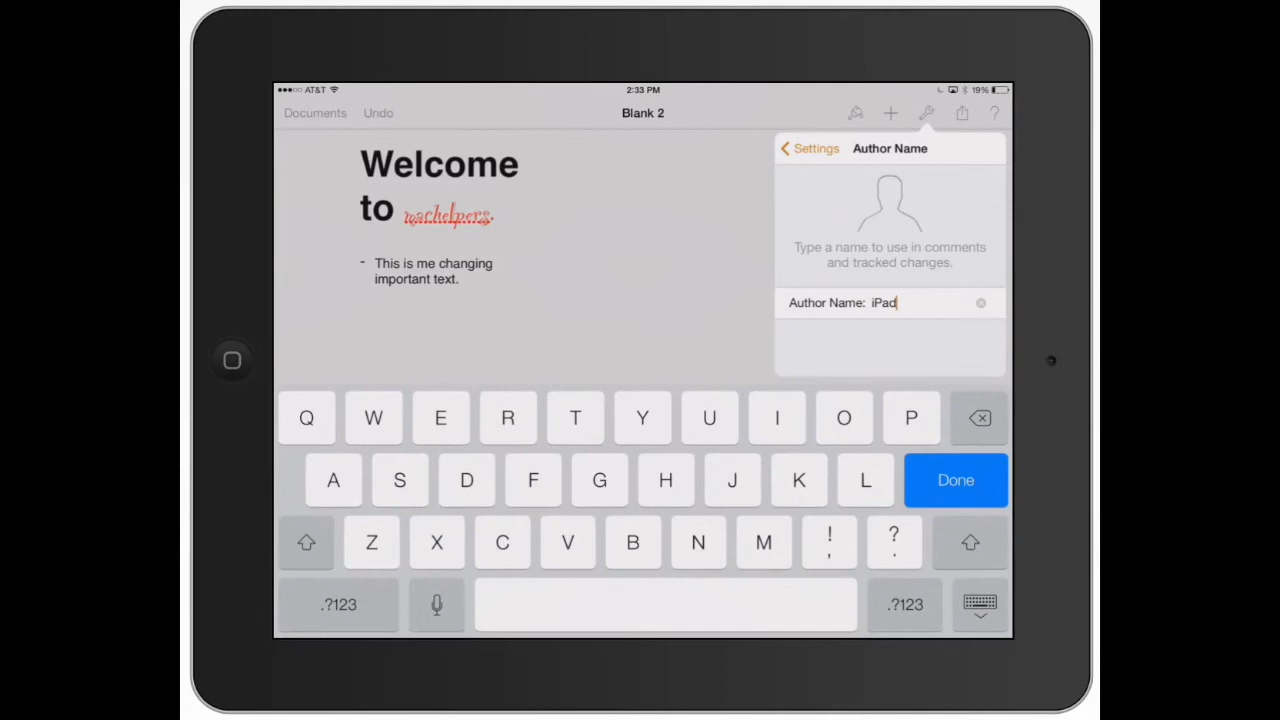 AT&T 2:33 PM 19%
Documents Undo Blank 2 ?
Settings Author Name
Welcome
to machelpers.
- This is me changing
important text.
Type a name to use in comments
and tracked changes.
Author Name: iPad
Q W E R T Y U I O P
A S D F G H J K L Done
Z X C V B N M ! , ? .
.?123 .?123